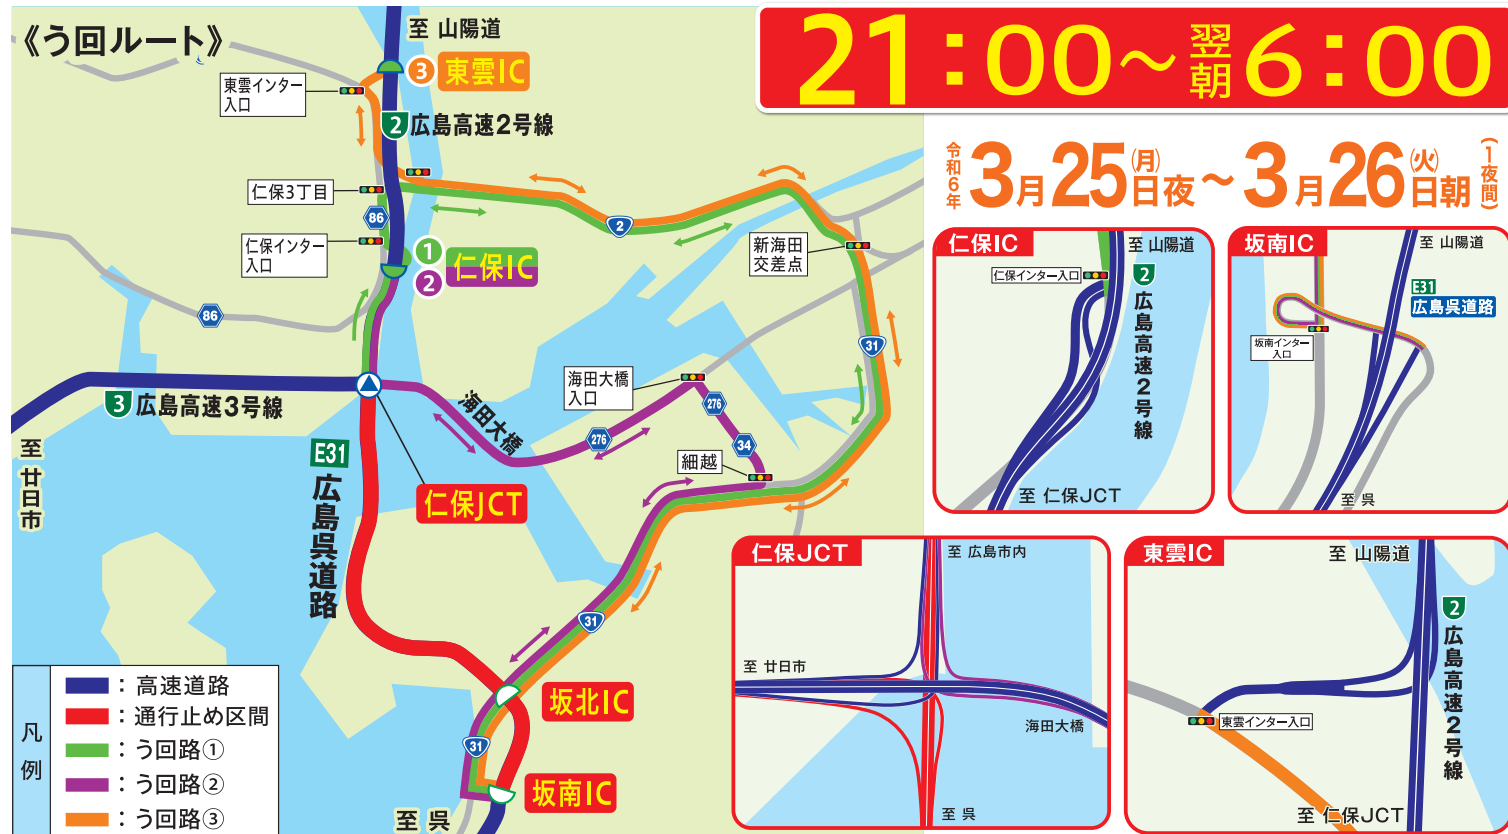 《う回ルート》
至 山陽道
③ 東雲IC
東雲インター
入口
2 広島高速2号線
仁保3丁目
86
仁保インター
入口
①
②
仁保IC
2
新海田
交差点
86
31
3 広島高速3号線
海田大橋
入口
276
海田大橋
276
34
細越
至 廿日市
E31
広島呉道路
仁保JCT
31
坂北IC
31
坂南IC
至 呉
凡例
：高速道路
：通行止め区間
：う回路①
：う回路②
：う回路③
21：00～翌朝6：00
令和6年 3月25日(月)夜～3月26日(火)朝 (1夜間)
仁保IC
至 山陽道
仁保インター入口
2
広島高速2号線
至 仁保JCT
坂南IC
至 山陽道
E31
広島呉道路
坂南インター
入口
至 呉
仁保JCT
至 広島市内
至 廿日市
海田大橋
至 呉
東雲IC
至 山陽道
2
広島高速2号線
東雲インター入口
至 仁保JCT